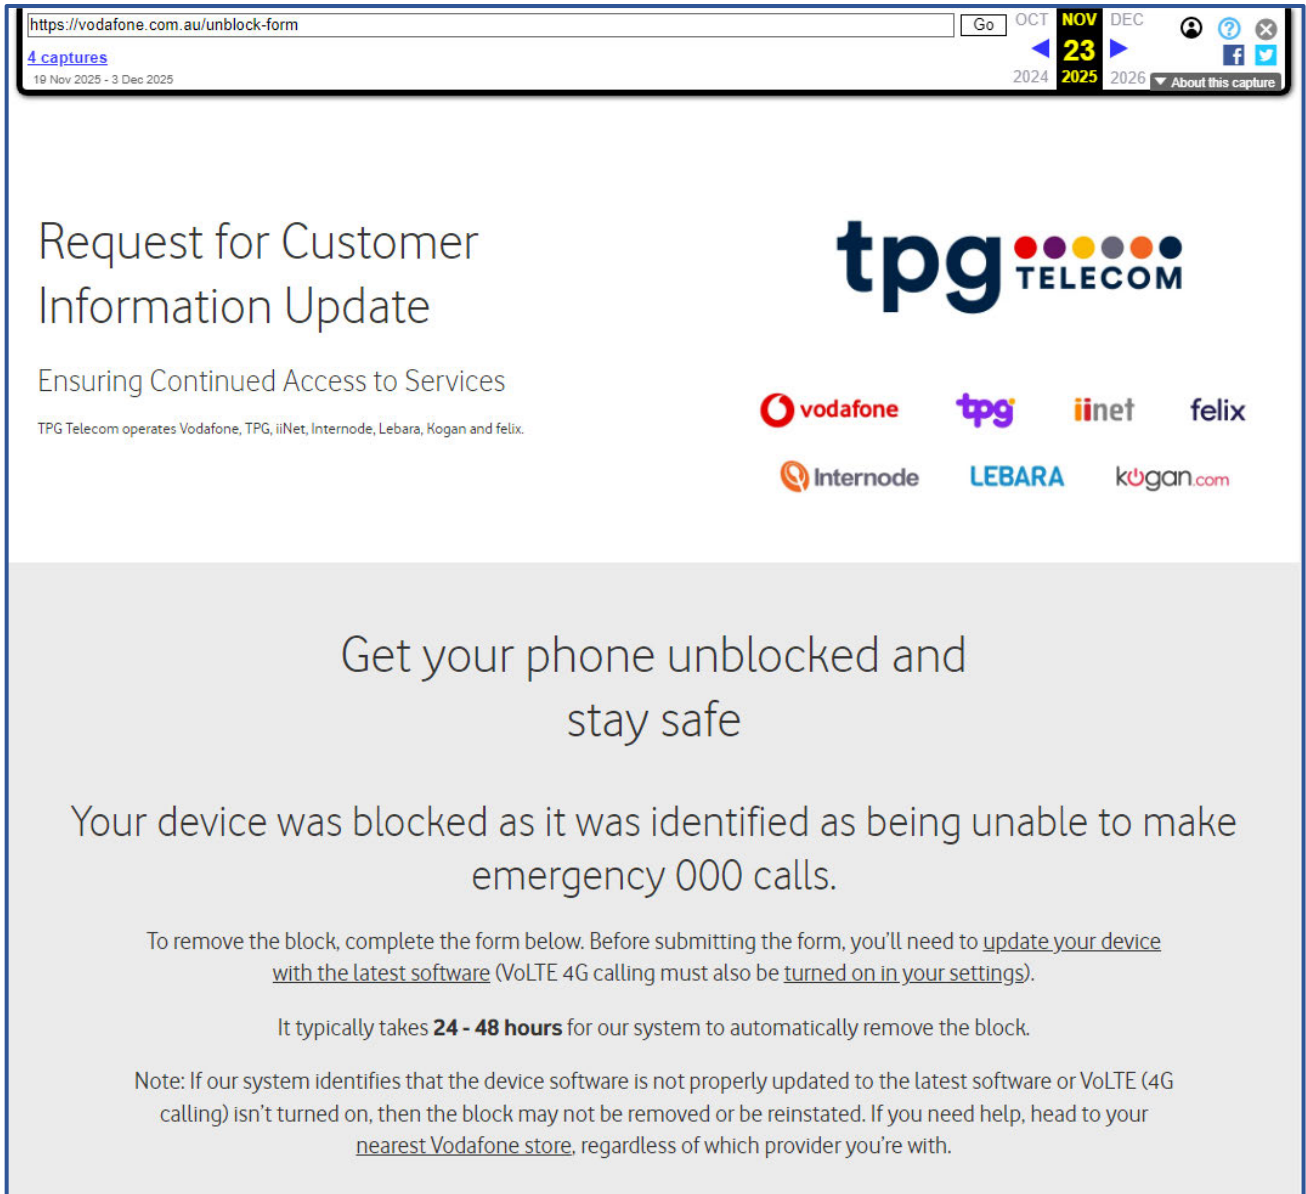 https://vodafone.com.au/unblock-form
Go
OCT NOV DEC
4 captures
23
19 Nov 2025 - 3 Dec 2025
2024 2025 2026
About this capture
Request for Customer
Information Update
tpg TELECOM
Ensuring Continued Access to Services
TPG Telecom operates Vodafone, TPG, iiNet, Internode, Lebara, Kogan and felix.
vodafone tpg iinet felix
Internode LEBARA kogan.com
Get your phone unblocked and
stay safe
Your device was blocked as it was identified as being unable to make
emergency 000 calls.
To remove the block, complete the form below. Before submitting the form, you'll need to update your device
with the latest software (VoLTE 4G calling must also be turned on in your settings).
It typically takes 24 - 48 hours for our system to automatically remove the block.
Note: If our system identifies that the device software is not properly updated to the latest software or VoLTE (4G
calling) isn't turned on, then the block may not be removed or be reinstated. If you need help, head to your
nearest Vodafone store, regardless of which provider you're with.